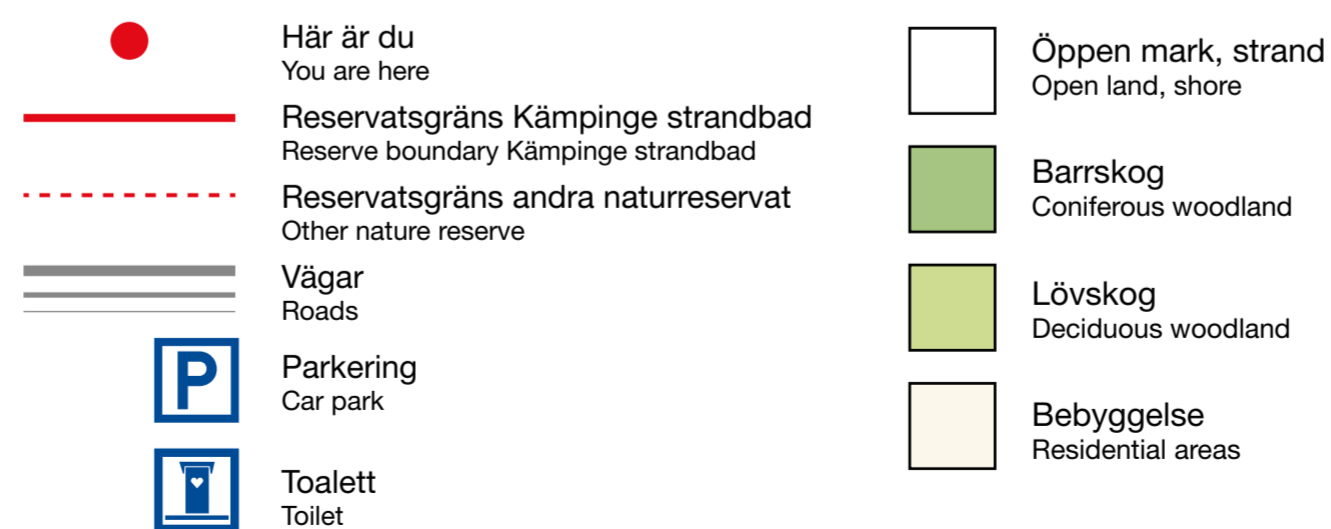 Här är du
You are here
Reservatsgräns Kämpinge strandbad
Reserve boundary Kämpinge strandbad
Reservatsgräns andra naturreservat
Other nature reserve
Vägar
Roads
P
Parkering
Car park
Toalett
Toilet
Öppen mark, strand
Open land, shore
Barrskog
Coniferous woodland
Lövskog
Deciduous woodland
Bebyggelse
Residential areas